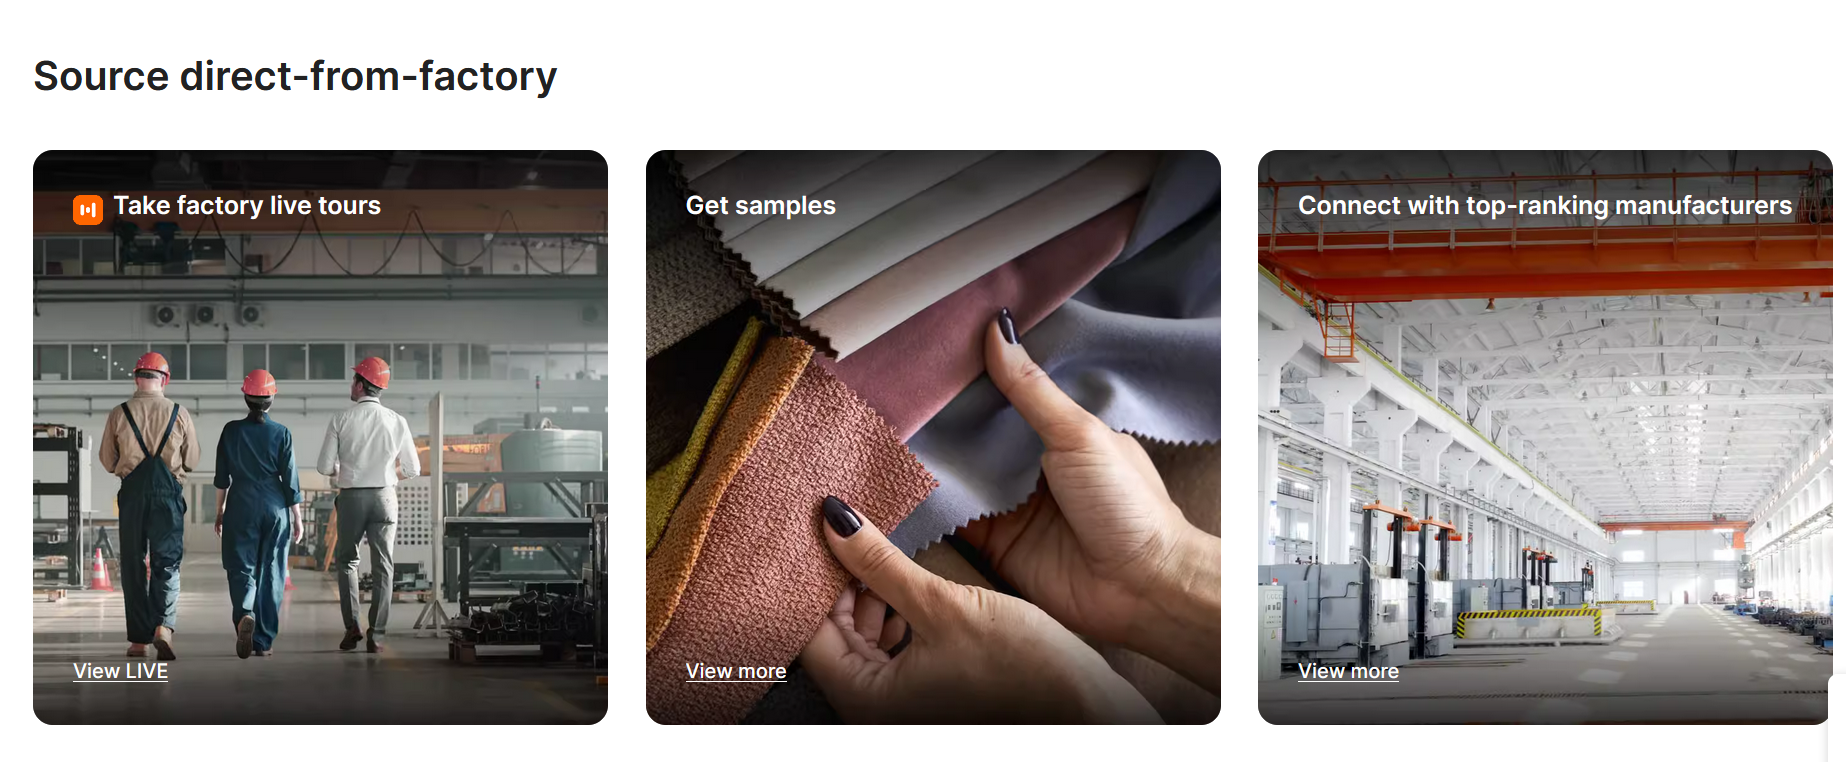 Source direct-from-factory
Take factory live tours
Get samples
Connect with top-ranking manufacturers
View LIVE
View more
View more